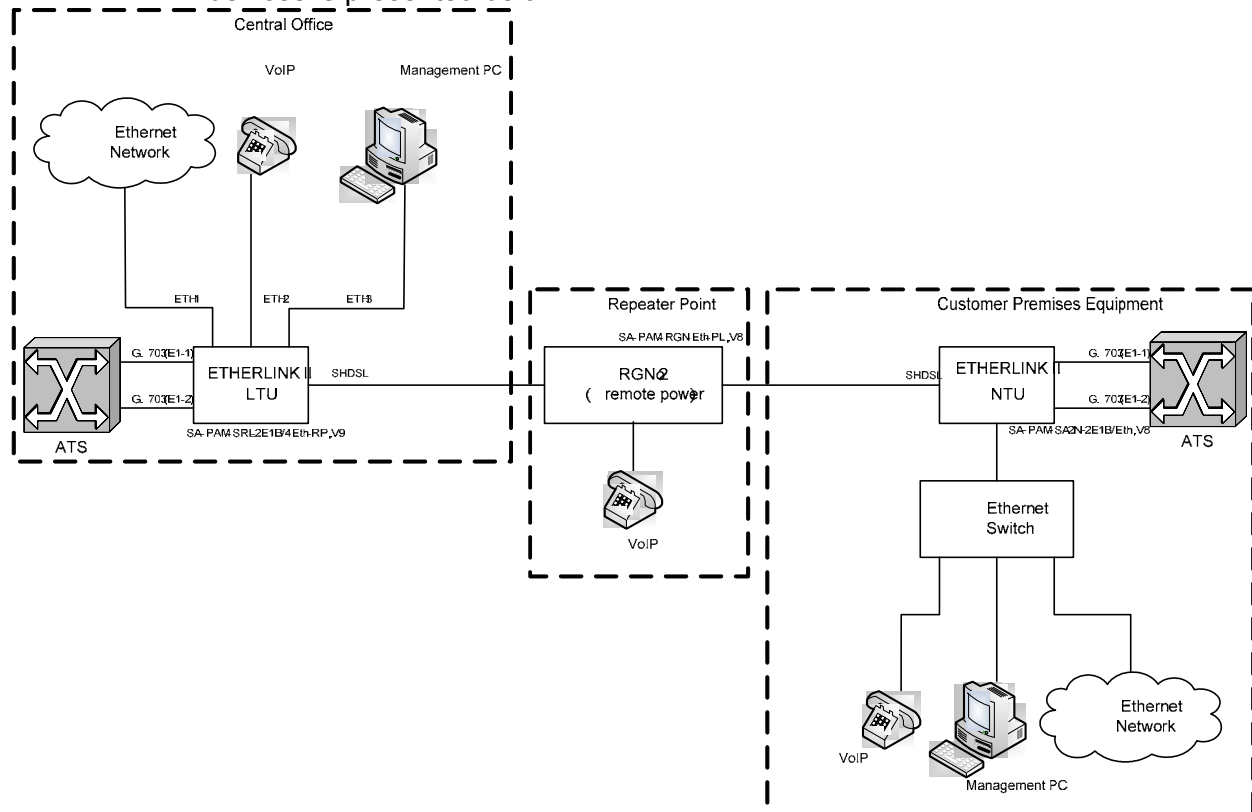 Central Office
VoIP
Management PC
Ethernet
Network
ETH1
ETH2
ETH3
G. 703(E1-1)
G. 703(E1-2)
ATS
ETHERLINK II
LTU
SHDSL
SA-PAM-SRL-2E1B/4Eth-RP,V9
Repeater Point
SA-PAM-RGN-Eth-PL,V8
RGN
(remote power)
VoIP
Customer Premises Equipment
SHDSL
ETHERLINK
NTU
G. 703(E1-1)
G. 703(E1-2)
SA-PAM-SA2N-2E1B/Eth,V8
ATS
Ethernet
Switch
VoIP
Management PC
Ethernet
Network